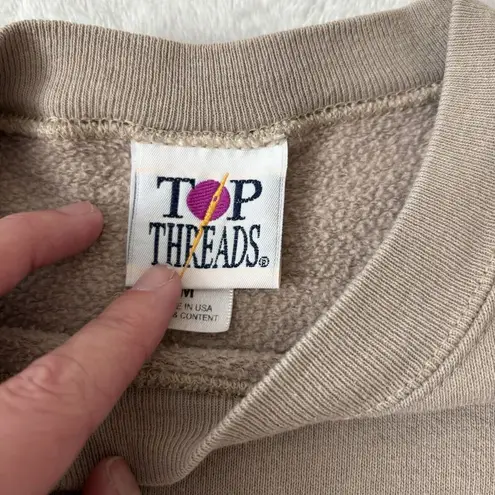 TOP
THREADS®
M
E IN USA
& CONTENT